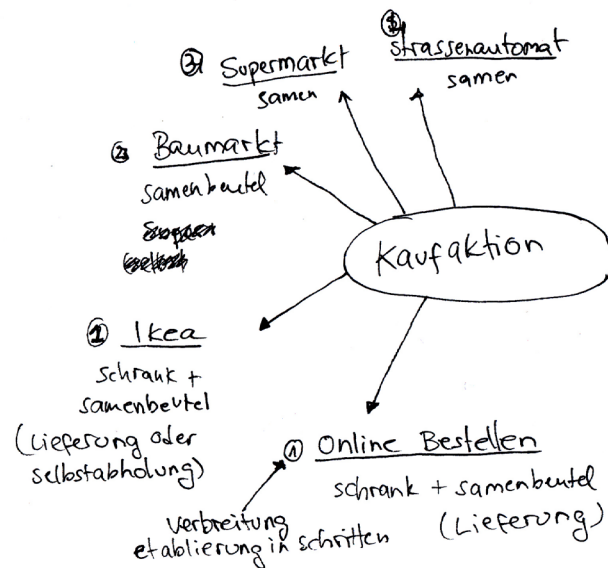 ③ Supermarkt
samen
strassenautomat
samen
② Baumarkt
samenbeutel
Kaufaktion
① Ikea
schrank +
samenbeutel
(Lieferung oder
selbstabholung)
① Online Bestellen
schrank + samenbeutel
(Lieferung)
verbreitung
etablierung in schritten